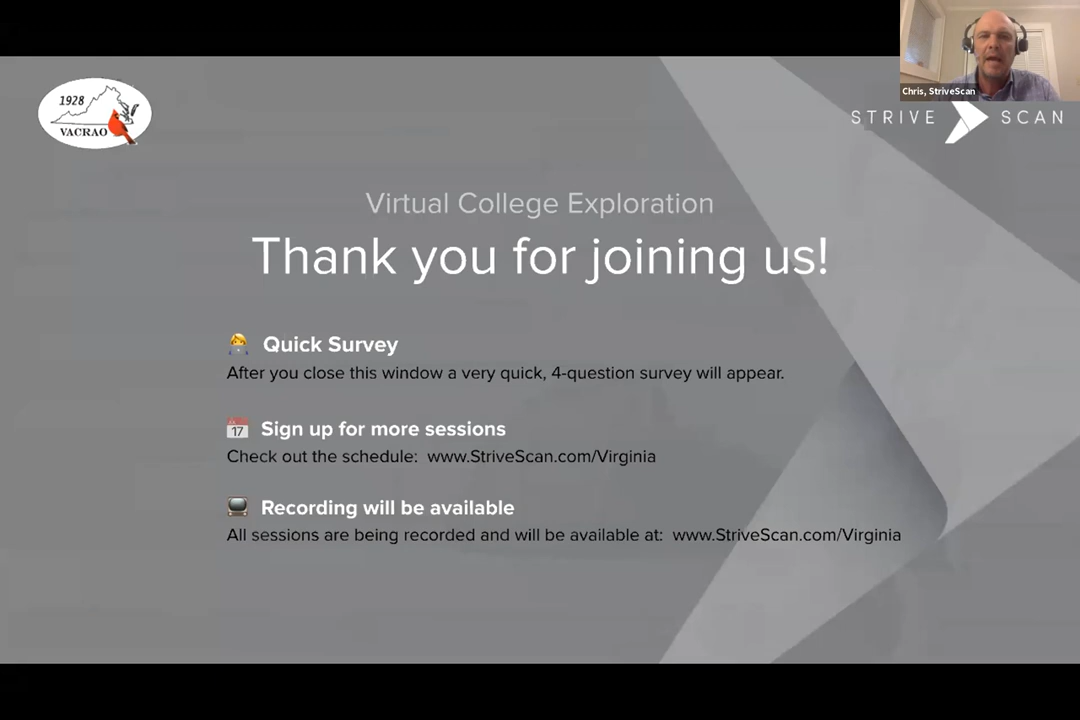 1928
VACRAO
Chris, StriveScan
STRIVE SCAN
Virtual College Exploration
Thank you for joining us!
Quick Survey
After you close this window a very quick, 4-question survey will appear.
17
Sign up for more sessions
Check out the schedule: www.StriveScan.com/Virginia
Recording will be available
All sessions are being recorded and will be available at: www.StriveScan.com/Virginia